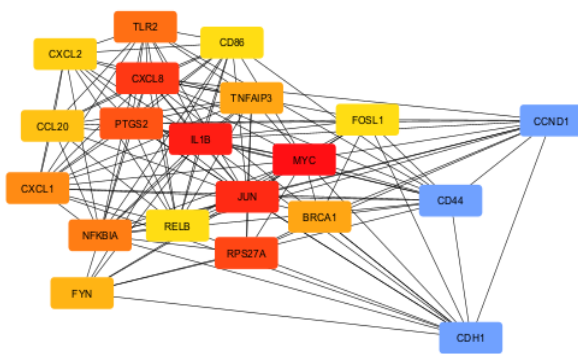 TLR2
CXCL2
CD86
CXCL8
TNFAIP3
CCL20
PTGS2
FOSL1
CCND1
IL1B
MYC
CXCL1
JUN
CD44
RELB
BRCA1
NFKBIA
RPS27A
FYN
CDH1